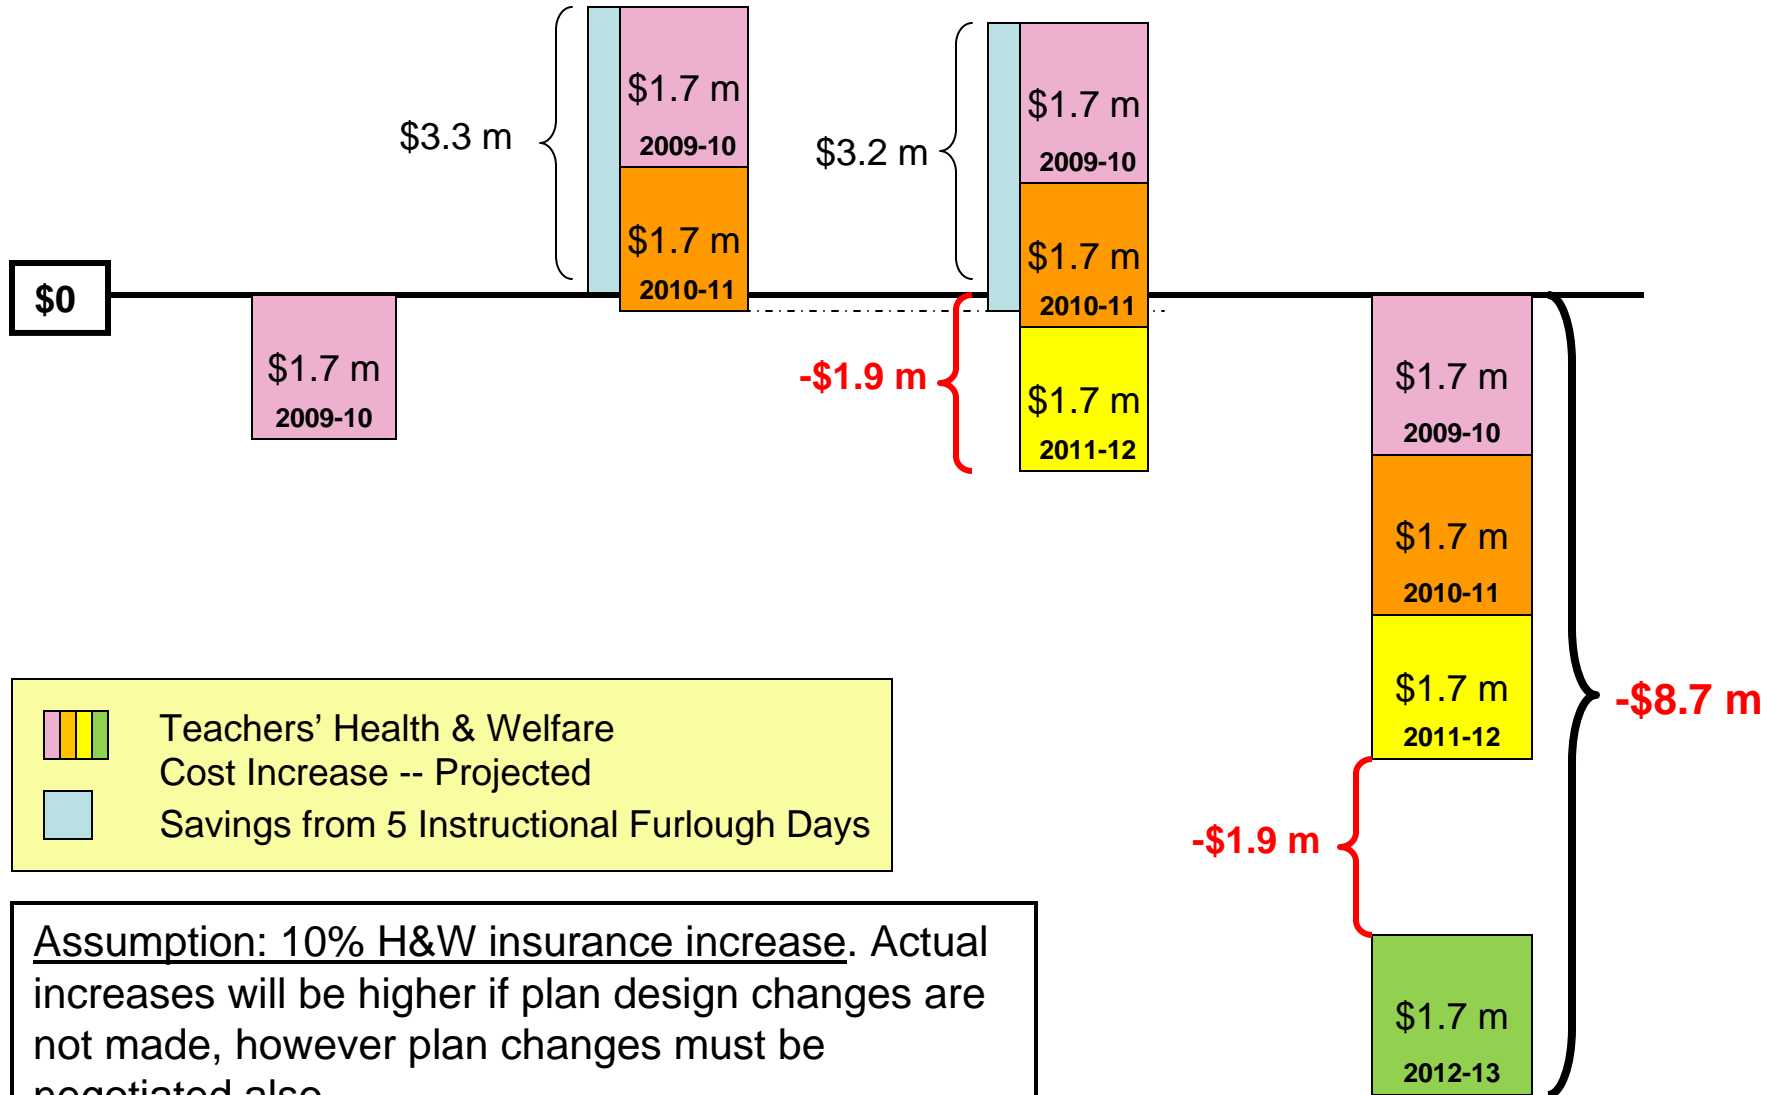 $1.7 m
2009-10
$1.7 m
2010-11
$3.3 m
$1.7 m
2009-10
$1.7 m
2010-11
$1.7 m
2011-12
$3.2 m
-$1.9 m
$0
$1.7 m
2009-10
$1.7 m
2009-10
$1.7 m
2010-11
$1.7 m
2011-12
-$1.9 m
$1.7 m
2012-13
-$8.7 m
Teachers’ Health & Welfare
Cost Increase -- Projected
Savings from 5 Instructional Furlough Days
Assumption: 10% H&W insurance increase. Actual
increases will be higher if plan design changes are
not made, however plan changes must be
negotiated also